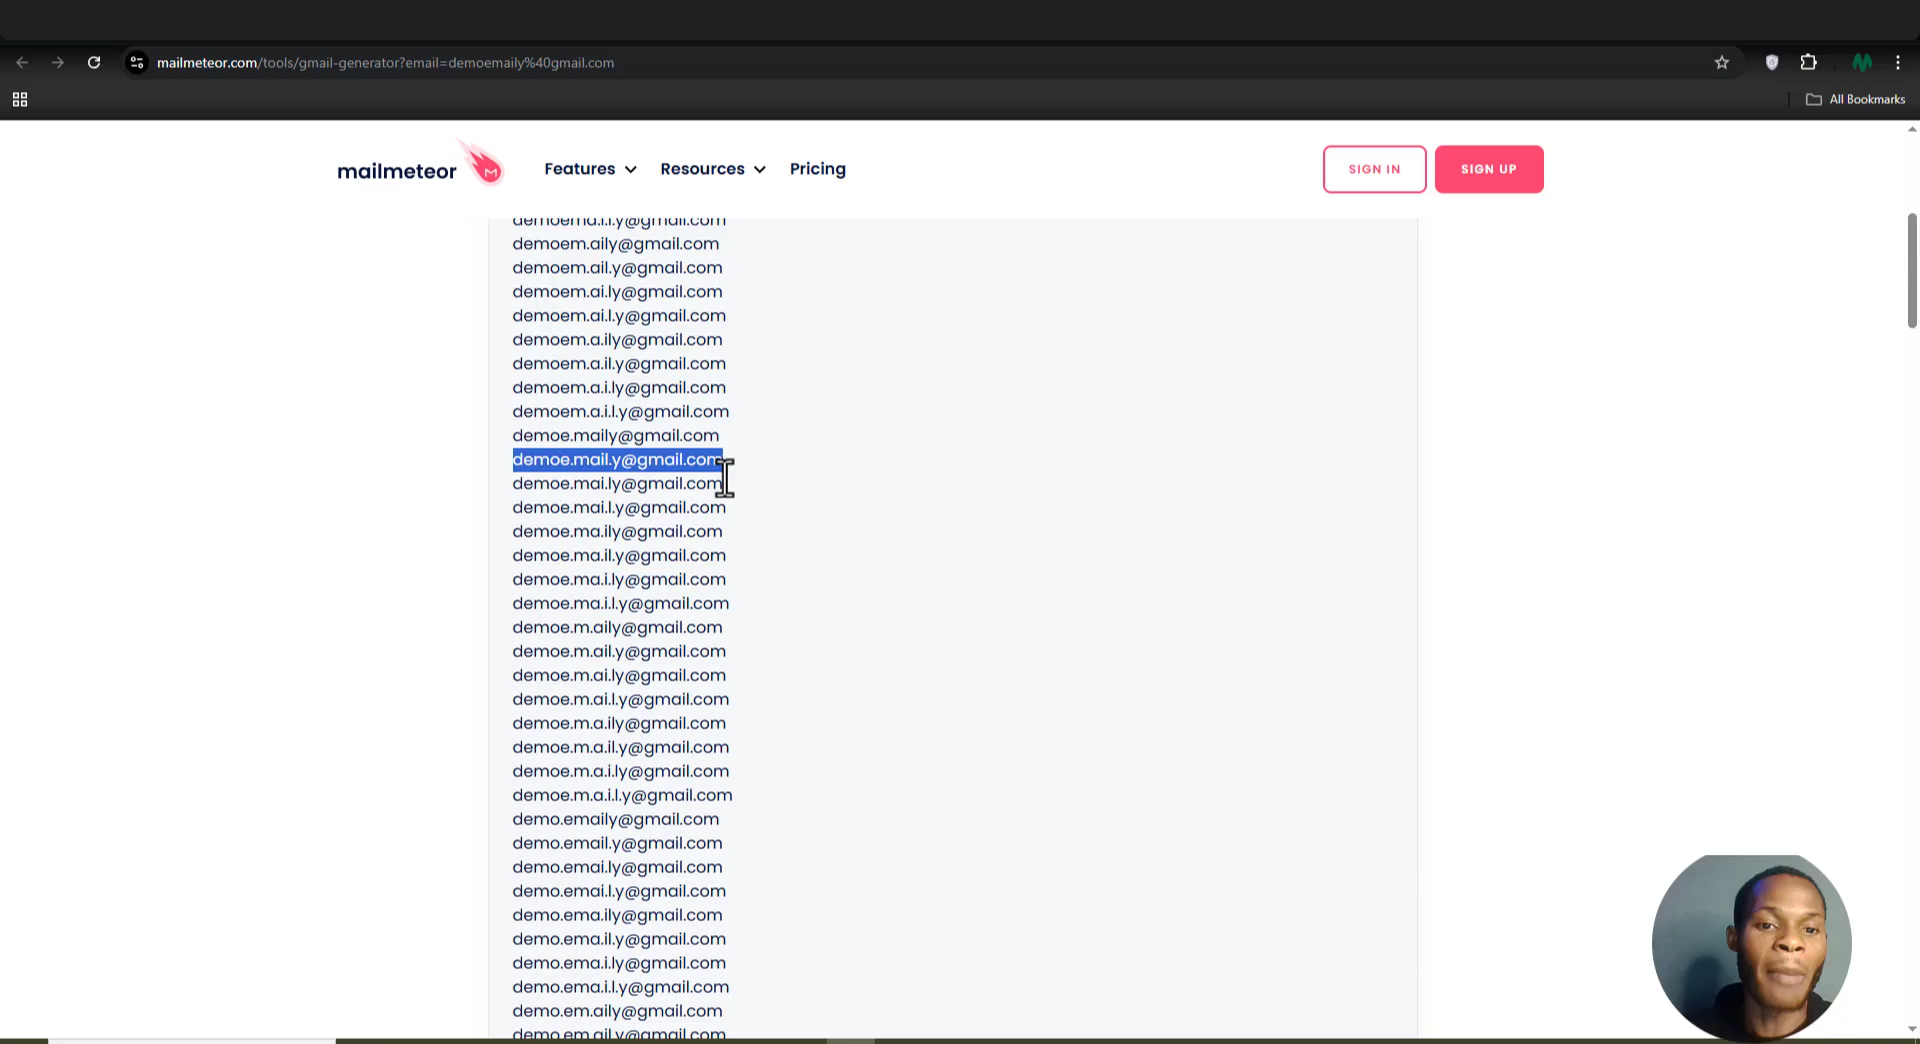 mailmeteor.com/tools/gmail-generator?email=demoemaily%40gmail.com
All Bookmarks
mailmeteor
Features
Resources
Pricing
SIGN IN
SIGN UP
demoema.i.l.y@gmail.com
demoem.aily@gmail.com
demoem.ail.y@gmail.com
demoem.ai.ly@gmail.com
demoem.ai.l.y@gmail.com
demoem.a.ily@gmail.com
demoem.a.il.y@gmail.com
demoem.a.i.ly@gmail.com
demoem.a.i.l.y@gmail.com
demoe.maily@gmail.com
demoe.mail.y@gmail.com
demoe.mai.ly@gmail.com
demoe.mai.l.y@gmail.com
demoe.ma.ily@gmail.com
demoe.ma.il.y@gmail.com
demoe.ma.i.ly@gmail.com
demoe.ma.i.l.y@gmail.com
demoe.m.aily@gmail.com
demoe.m.ail.y@gmail.com
demoe.m.ai.ly@gmail.com
demoe.m.ai.l.y@gmail.com
demoe.m.a.ily@gmail.com
demoe.m.a.il.y@gmail.com
demoe.m.a.i.ly@gmail.com
demoe.m.a.i.l.y@gmail.com
demo.emaily@gmail.com
demo.email.y@gmail.com
demo.emai.ly@gmail.com
demo.emai.l.y@gmail.com
demo.ema.ily@gmail.com
demo.ema.il.y@gmail.com
demo.ema.i.ly@gmail.com
demo.ema.i.l.y@gmail.com
demo.em.aily@gmail.com
demo.em.ail.y@gmail.com